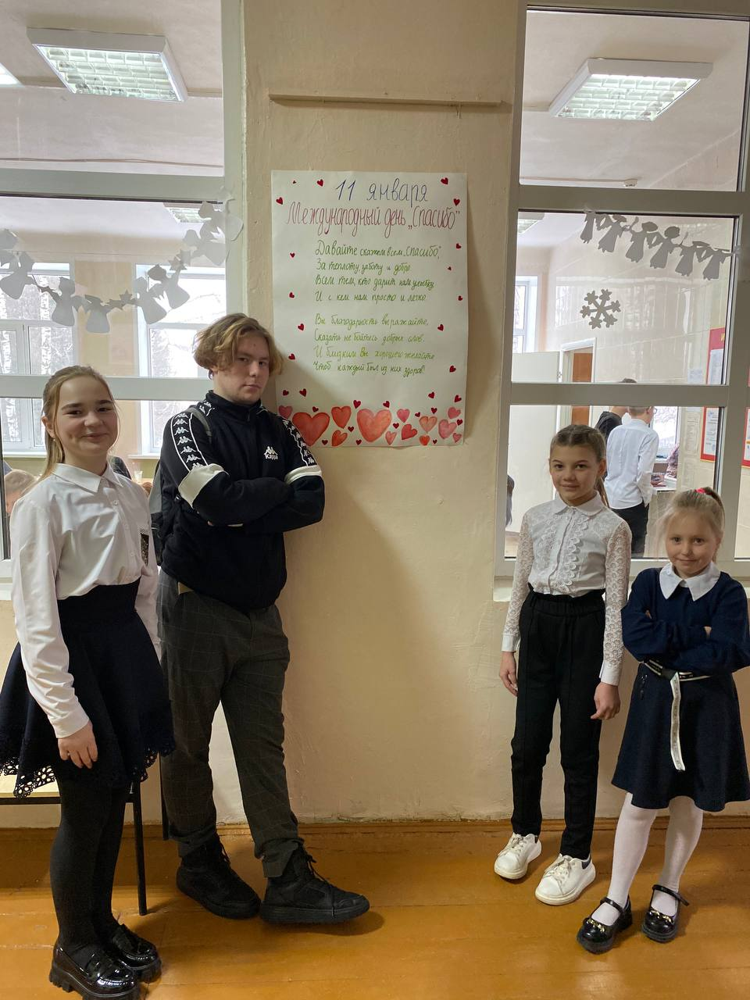 11 января
Международный день „Спасибо"
Давайте скажем всем „Спасибо",
За теплоту, заботу и добро
Всем тем, кто дарит нам улыбку,
И с кем нам просто и легко.
Вы благодарность выражайте,
Сказать не бойтесь добрых слов.
И близким вы хорошего желайте
Чтоб каждый был из них здоров!
Kappa